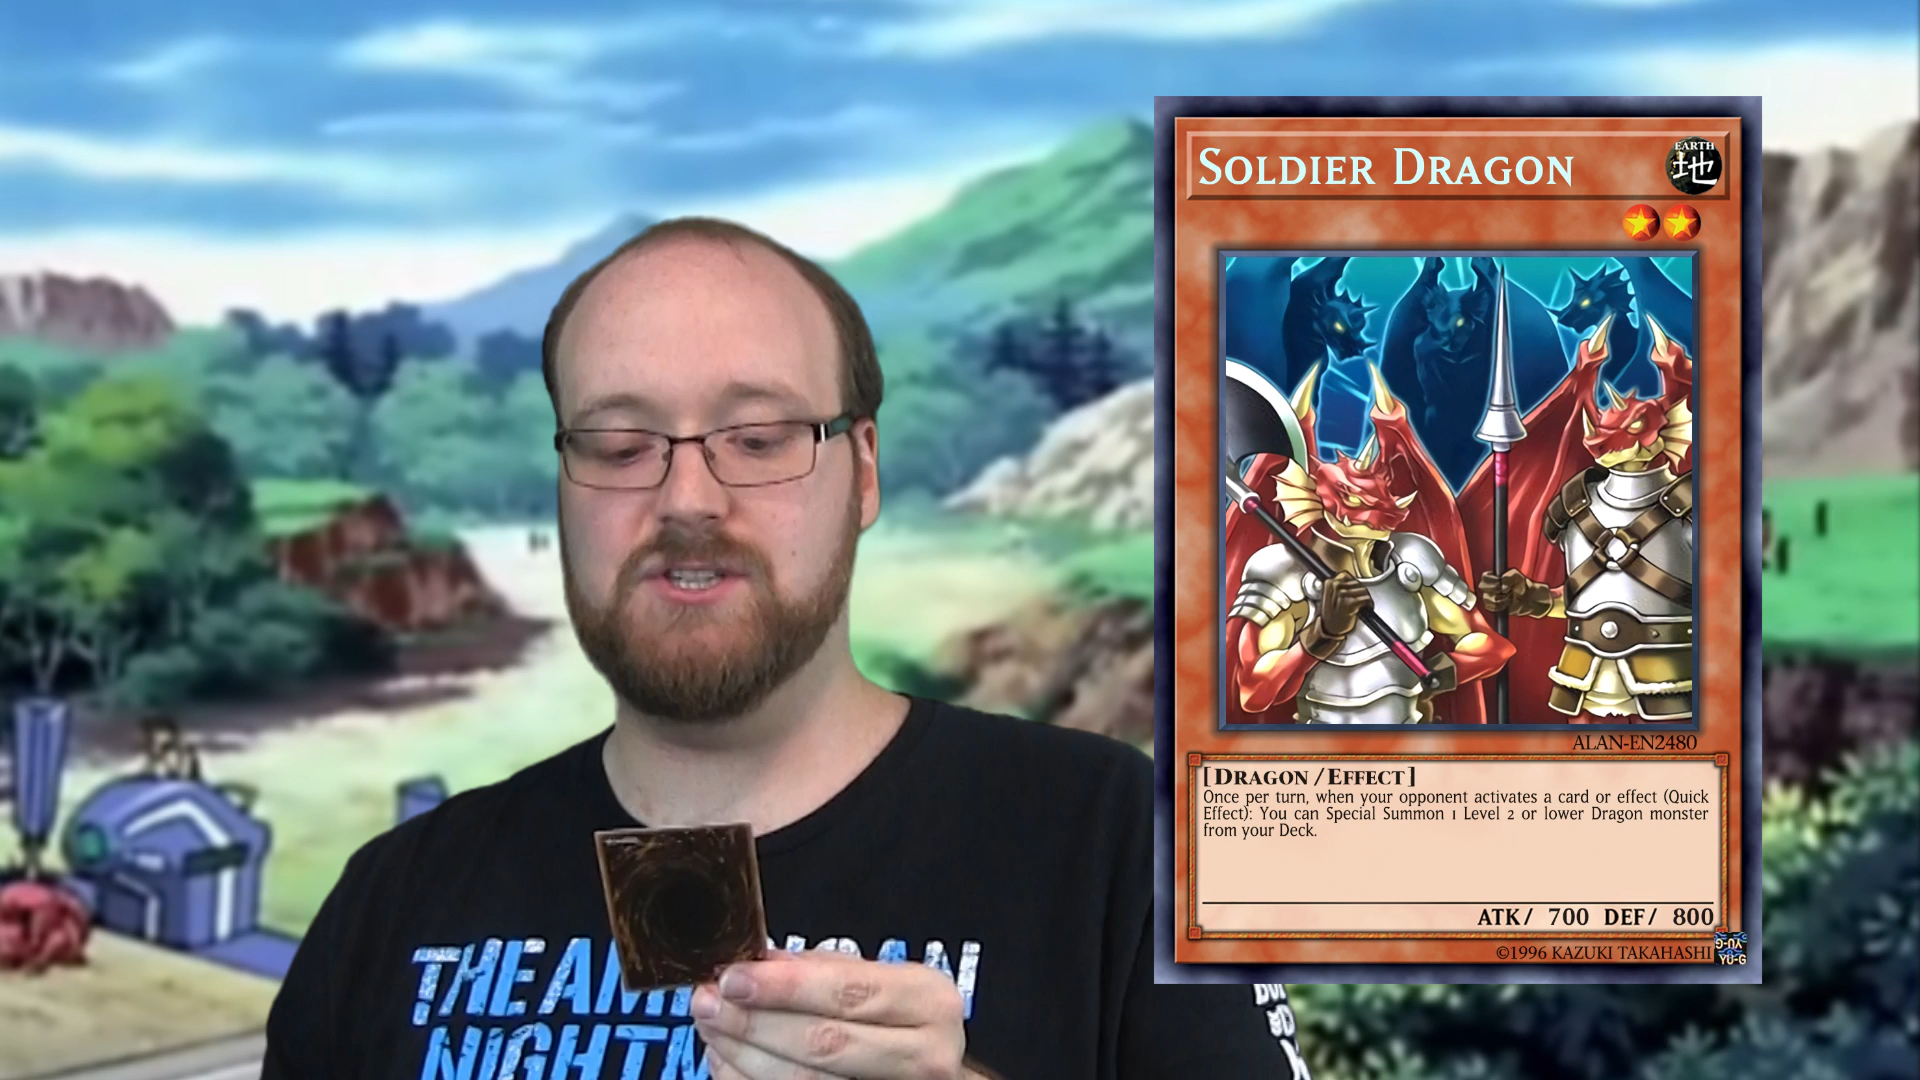 SOLDIER DRAGON
EARTH
地
ALAN-EN2480
[DRAGON/EFFECT]
Once per turn, when your opponent activates a card or effect (Quick
Effect): You can Special Summon 1 Level 2 or lower Dragon monster
from your Deck.
ATK/ 700 DEF/ 800
©1996 KAZUKI TAKAHASHI
THE AM
NIGHTM